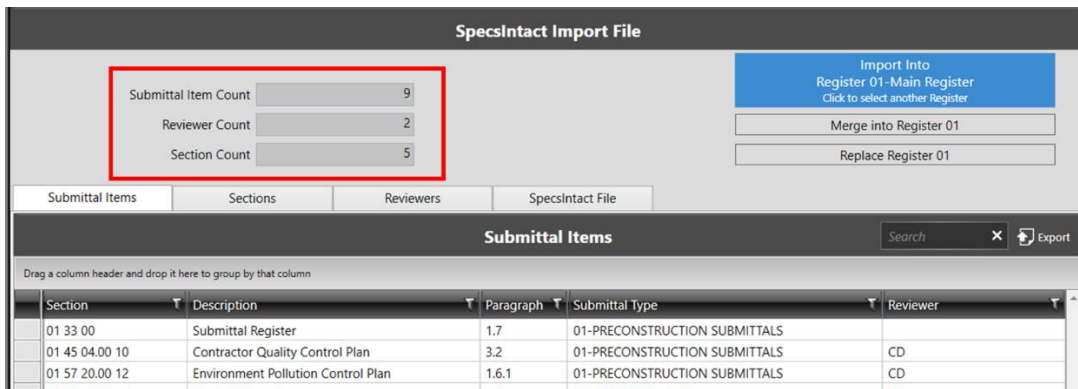 SpecsIntact Import File
Submittal Item Count 9
Reviewer Count 2
Section Count 5
Import Into
Register 01-Main Register
Click to select another Register
Merge into Register 01
Replace Register 01
Submittal Items Sections Reviewers SpecsIntact File
Submittal Items Search Export
Drag a column header and drop it here to group by that column
Section Description Paragraph Submittal Type Reviewer
01 33 00 Submittal Register 1.7 01-PRECONSTRUCTION SUBMITTALS
01 45 04.00 10 Contractor Quality Control Plan 3.2 01-PRECONSTRUCTION SUBMITTALS CD
01 57 20.00 12 Environment Pollution Control Plan 1.6.1 01-PRECONSTRUCTION SUBMITTALS CD